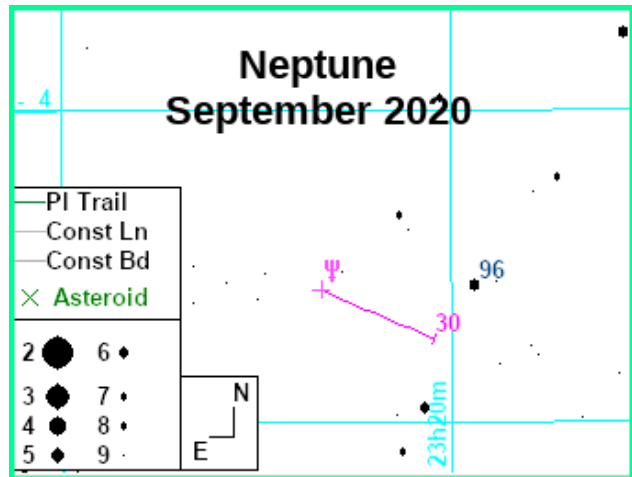 Neptune
- 4
September 2020
Pl Trail
Const Ln
Const Bd
× Asteroid
ψ
96
30
2 6
3 7
4 8
5 9
N
E
23h20m